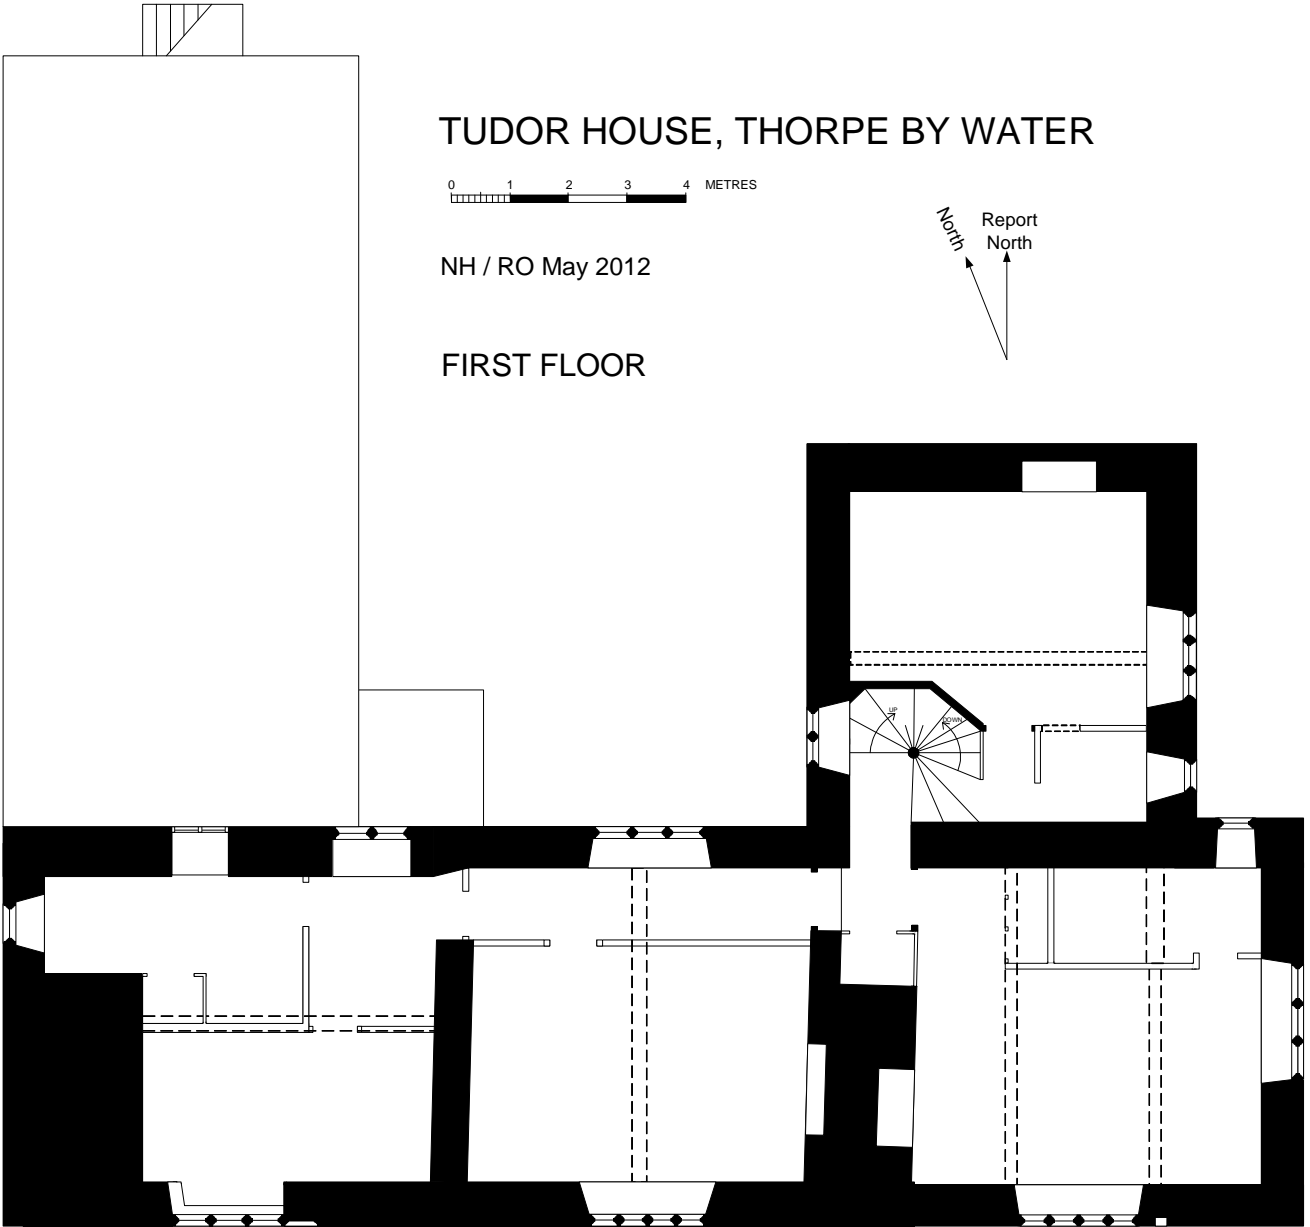 TUDOR HOUSE, THORPE BY WATER
0 1 2 3 4 METRES
North
Report
North
NH / RO May 2012
FIRST FLOOR
UP
DOWN